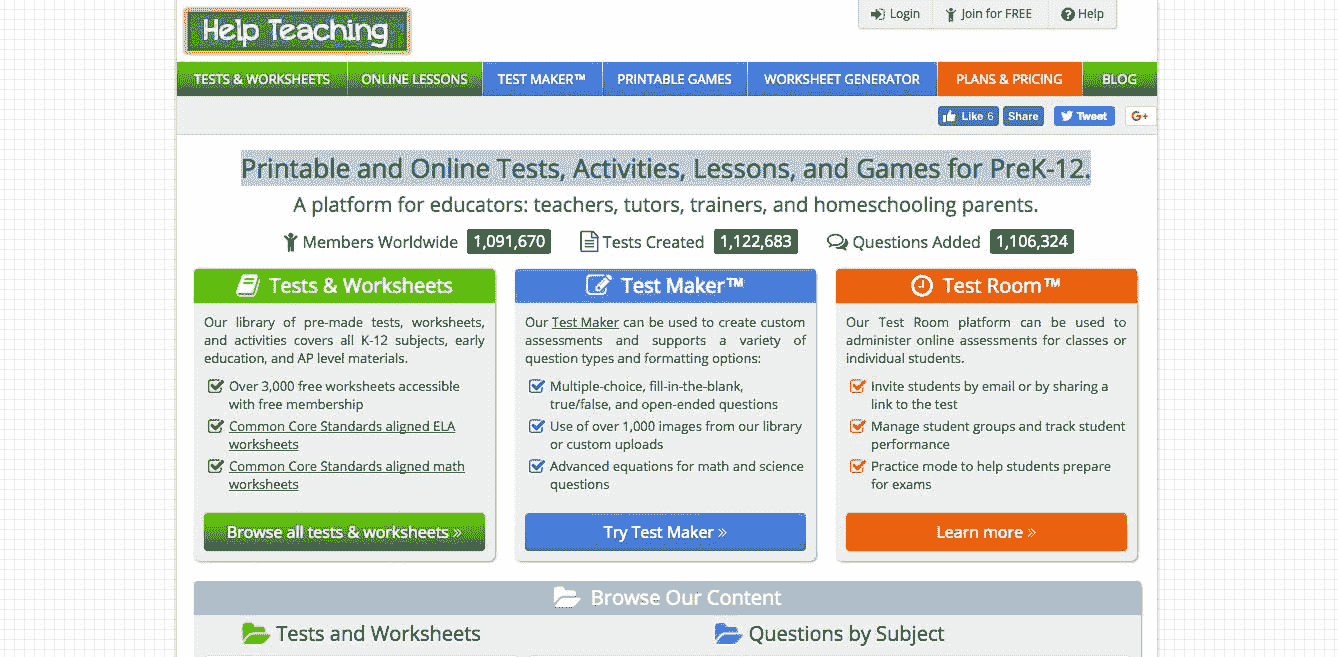 Help Teaching
Login Join for FREE Help
TESTS & WORKSHEETS ONLINE LESSONS TEST MAKER™ PRINTABLE GAMES WORKSHEET GENERATOR PLANS & PRICING BLOG
Like 6 Share Tweet G+
Printable and Online Tests, Activities, Lessons, and Games for PreK-12.
A platform for educators: teachers, tutors, trainers, and homeschooling parents.
Members Worldwide 1,091,670 Tests Created 1,122,683 Questions Added 1,106,324
Tests & Worksheets
Our library of pre-made tests, worksheets,
and activities covers all K-12 subjects, early
education, and AP level materials.
Over 3,000 free worksheets accessible
with free membership
Common Core Standards aligned ELA
worksheets
Common Core Standards aligned math
worksheets
Browse all tests & worksheets »
Test Maker™
Our Test Maker can be used to create custom
assessments and supports a variety of
question types and formatting options:
Multiple-choice, fill-in-the-blank,
true/false, and open-ended questions
Use of over 1,000 images from our library
or custom uploads
Advanced equations for math and science
questions
Try Test Maker »
Test Room™
Our Test Room platform can be used to
administer online assessments for classes or
individual students.
Invite students by email or by sharing a
link to the test
Manage student groups and track student
performance
Practice mode to help students prepare
for exams
Learn more »
Browse Our Content
Tests and Worksheets Questions by Subject